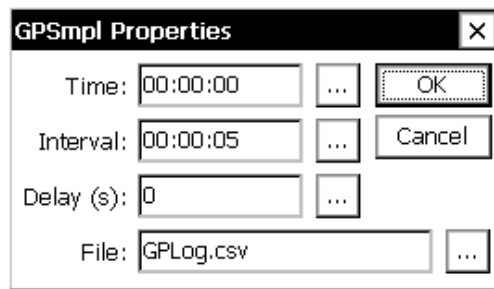 GPSmpl Properties
Time: 00:00:00 ... OK
Interval: 00:00:05 ... Cancel
Delay (s): 0 ...
File: GPLog.csv ...